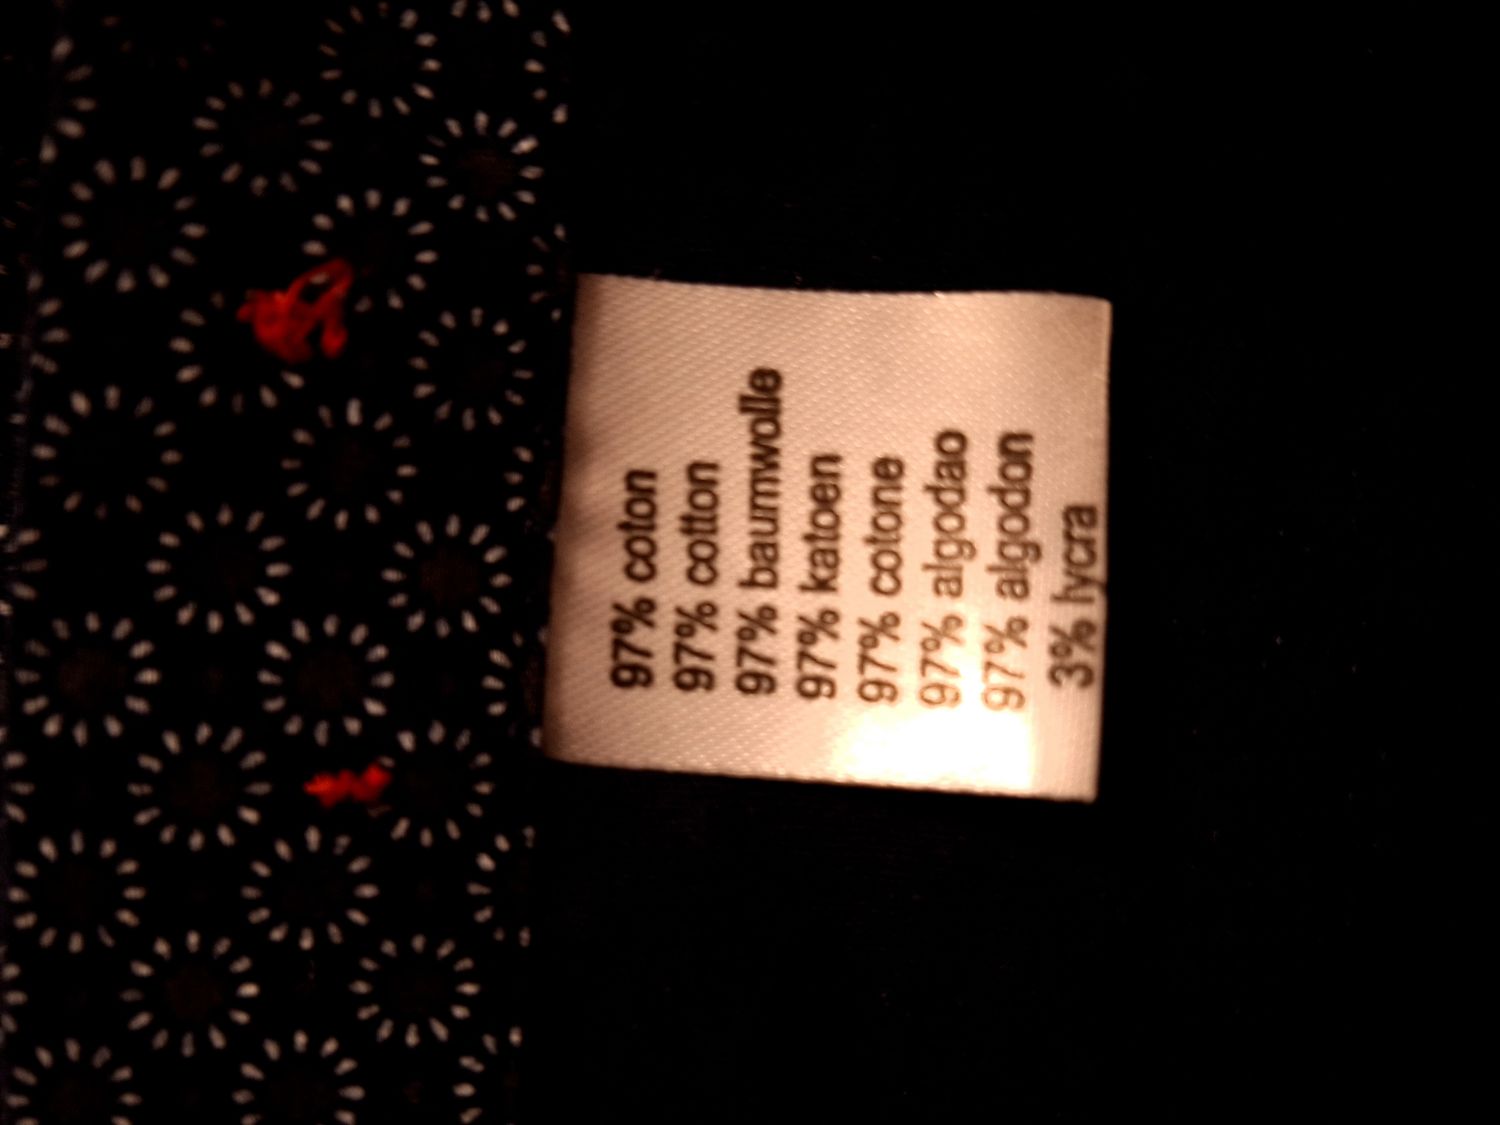 97% coton
97% cotton
97% baumwolle
97% katoen
97% cotone
97% algodao
97% algodon
3% lycra